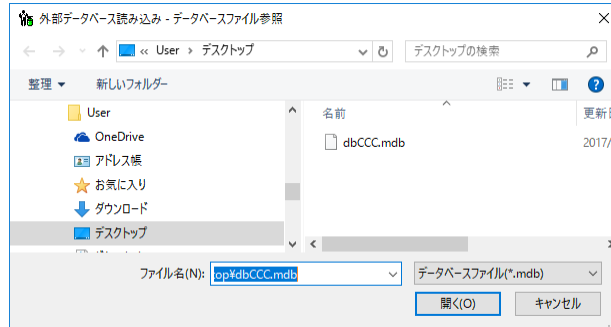 外部データベース読み込み - データベースファイル参照
« User › デスクトップ
デスクトップの検索
整理
新しいフォルダー
User
OneDrive
アドレス帳
お気に入り
ダウンロード
デスクトップ
名前
更新
dbCCC.mdb
2017/
ファイル名(N):
top¥dbCCC.mdb
データベースファイル(*.mdb)
開く(O)
キャンセル